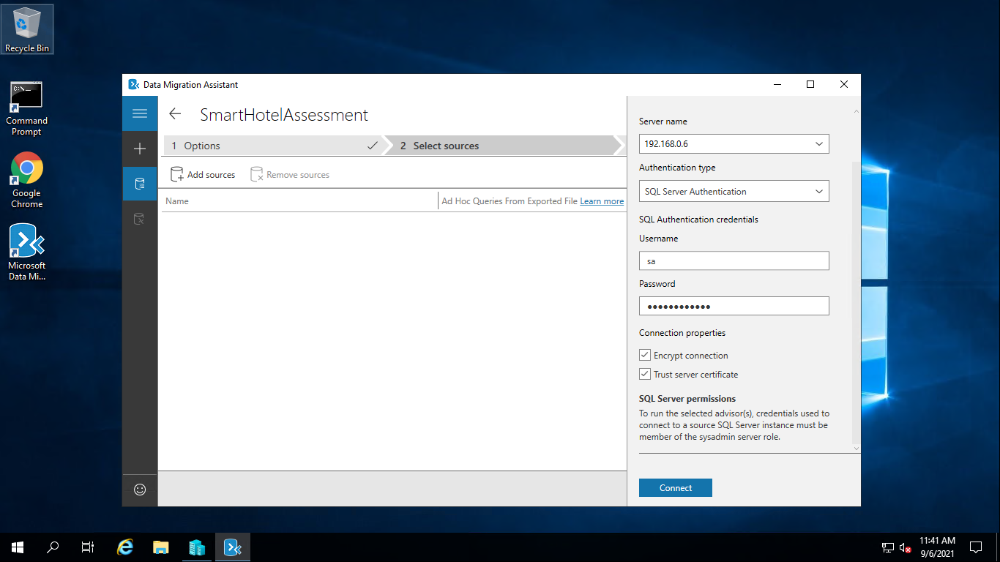 Recycle Bin
C:\_
Command
Prompt
Google
Chrome
Microsoft
Data Mi...
Data Migration Assistant
SmartHotelAssessment
1 Options
2 Select sources
Add sources
Remove sources
Name
Ad Hoc Queries From Exported File Learn more
Server name
192.168.0.6
Authentication type
SQL Server Authentication
SQL Authentication credentials
Username
sa
Password
●●●●●●●●●●●●
Connection properties
Encrypt connection
Trust server certificate
SQL Server permissions
To run the selected advisor(s), credentials used to
connect to a source SQL Server instance must be
member of the sysadmin server role.
Connect
11:41 AM
9/6/2021